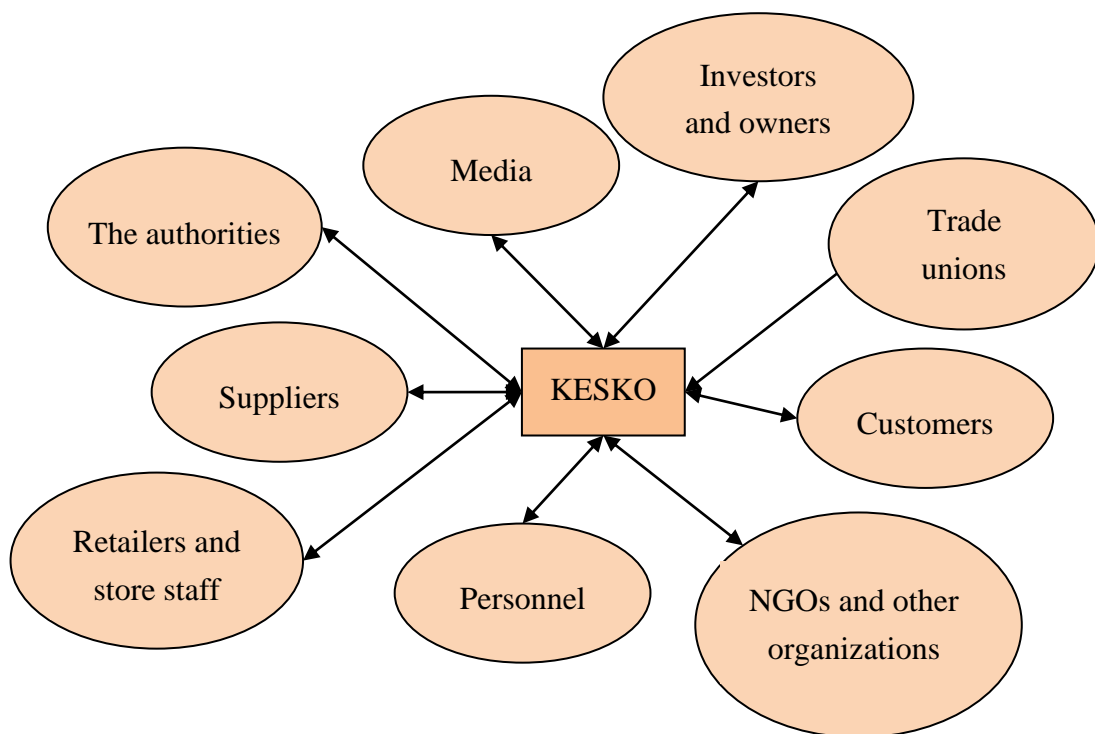 Investors
and owners
Media
Trade
unions
The authorities
KESKO
Suppliers
Customers
Retailers and
store staff
Personnel
NGOs and other
organizations